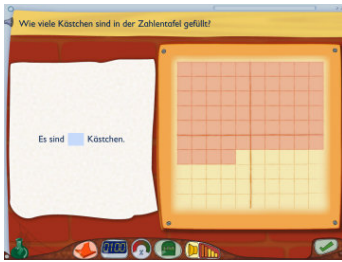 Wie viele Kästchen sind in der Zahlentafel gefüllt?
Es sind Kästchen.